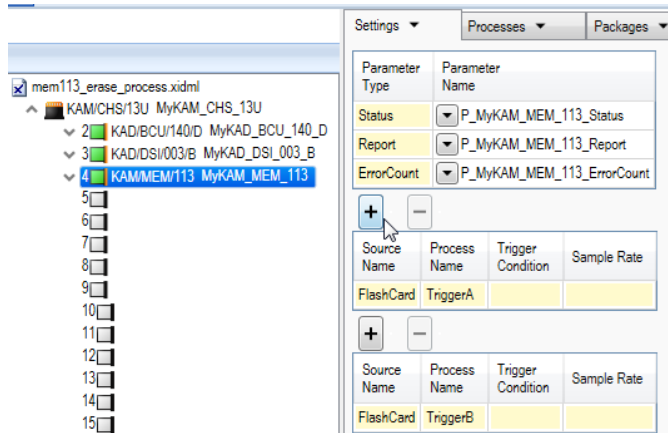 Settings Processes Packages
mem113_erase_process.xidml
KAM/CHS/13U MyKAM_CHS_13U
2 KAD/BCU/140/D MyKAD_BCU_140_D
3 KAD/DSI/003/B MyKAD_DSI_003_B
4 KAM/MEM/113 MyKAM_MEM_113
5
6
7
8
9
10
11
12
13
14
15
Parameter Type Parameter Name
Status P_MyKAM_MEM_113_Status
Report P_MyKAM_MEM_113_Report
ErrorCount P_MyKAM_MEM_113_ErrorCount
+ −
Source Name Process Name Trigger Condition Sample Rate
FlashCard TriggerA
+ −
Source Name Process Name Trigger Condition Sample Rate
FlashCard TriggerB